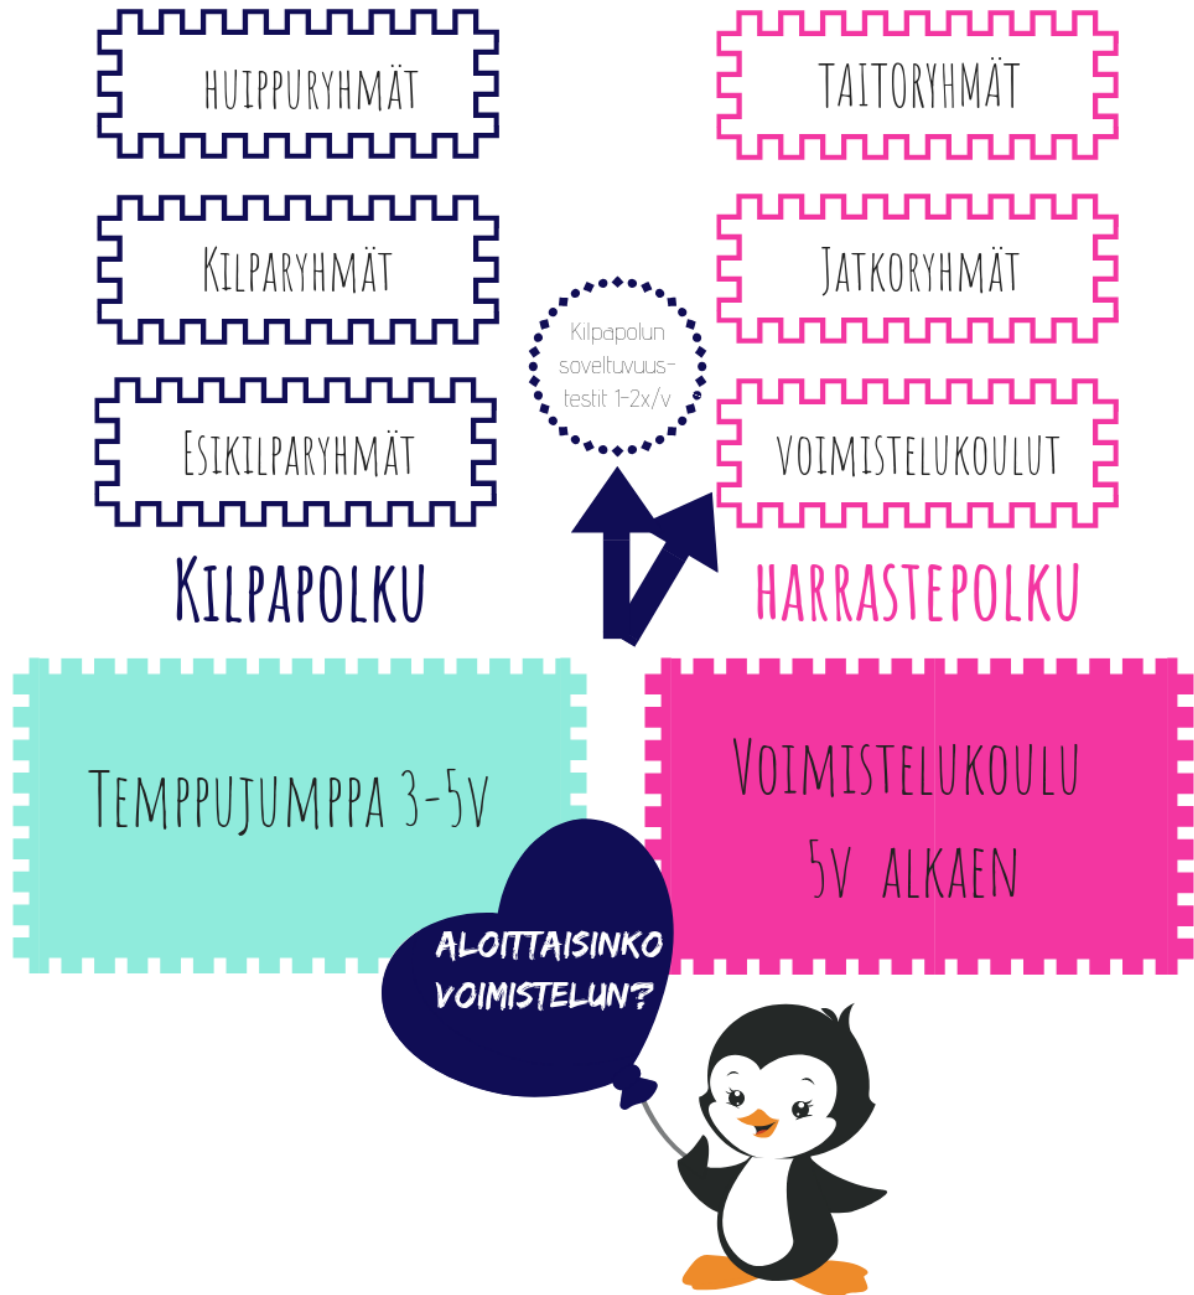 HUIPPURYHMÄT
TAITORYHMÄT
KILPARYHMÄT
JATKORYHMÄT
Kilpapolun
soveltuvuus-
testit 1-2x/v
ESIKILPARYHMÄT
VOIMISTELUKOULUT
KILPAPOLKU
HARRASTEPOLKU
TEMPPUJUMPPA 3-5V
VOIMISTELUKOULU
5V ALKAEN
ALOITTAISINKO
VOIMISTELUN?